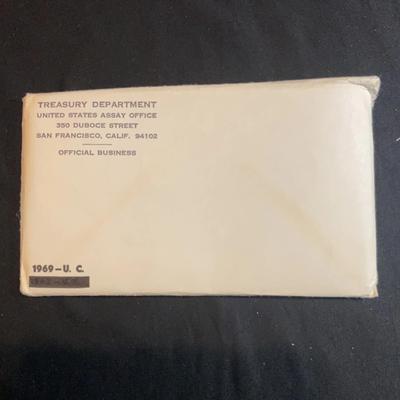 TREASURY DEPARTMENT
UNITED STATES ASSAY OFFICE
350 DUBOCE STREET
SAN FRANCISCO, CALIF. 94102
OFFICIAL BUSINESS
1969-U. C.